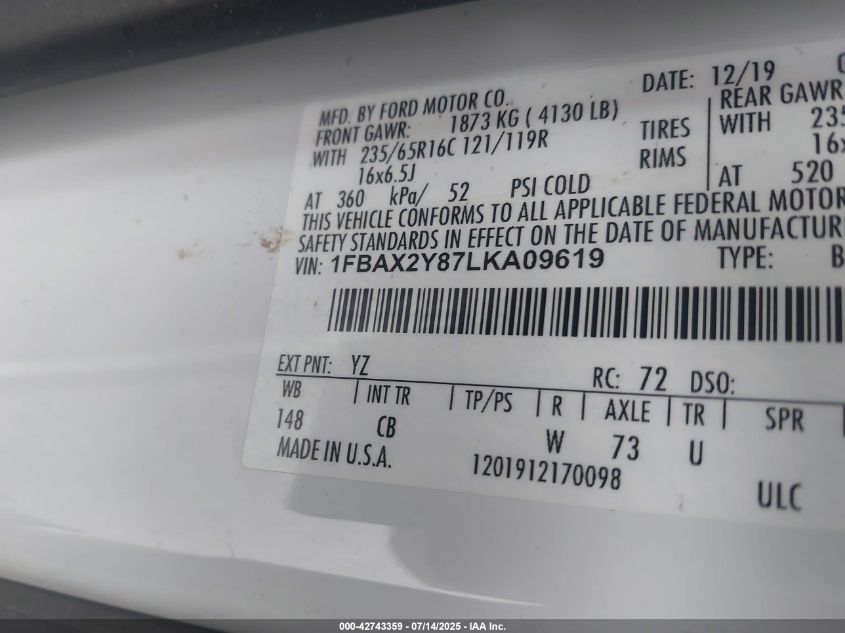 DATE: 12/19
MFD. BY FORD MOTOR CO.
FRONT GAWR: 1873 KG ( 4130 LB)
REAR GAWR
WITH 235/65R16C 121/119R TIRES WITH
16x6.5J RIMS
AT 360 kPa/ 52 PSI COLD AT 520
THIS VEHICLE CONFORMS TO ALL APPLICABLE FEDERAL MOTOR
SAFETY STANDARDS IN EFFECT ON THE DATE OF
VIN: 1FBAX2Y87LKA09619 TYPE:
EXT PNT: YZ RC: 72 DSO:
WB INT TR TP/PS R AXLE TR SPR
148 CB W 73 U
MADE IN U.S.A. 1201912170098 ULC
000-42743359 - 07/14/2025 - IAA Inc.